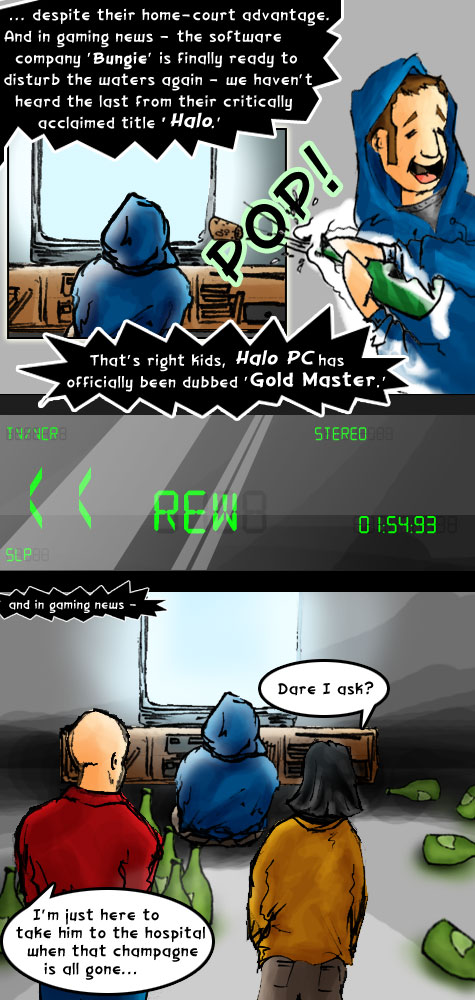 ... despite their home-court advantage.
And in gaming news - the software
company 'Bungie' is finally ready to
disturb the waters again - we haven't
heard the last from their critically
acclaimed title 'Halo.'
POP!
That's right kids, Halo PC has
officially been dubbed 'Gold Master.'
TV/VCR
STEREO
REW
01:54:93
SLP
and in gaming news -
Dare I ask?
I'm just here to
take him to the hospital
when that champagne
is all gone...